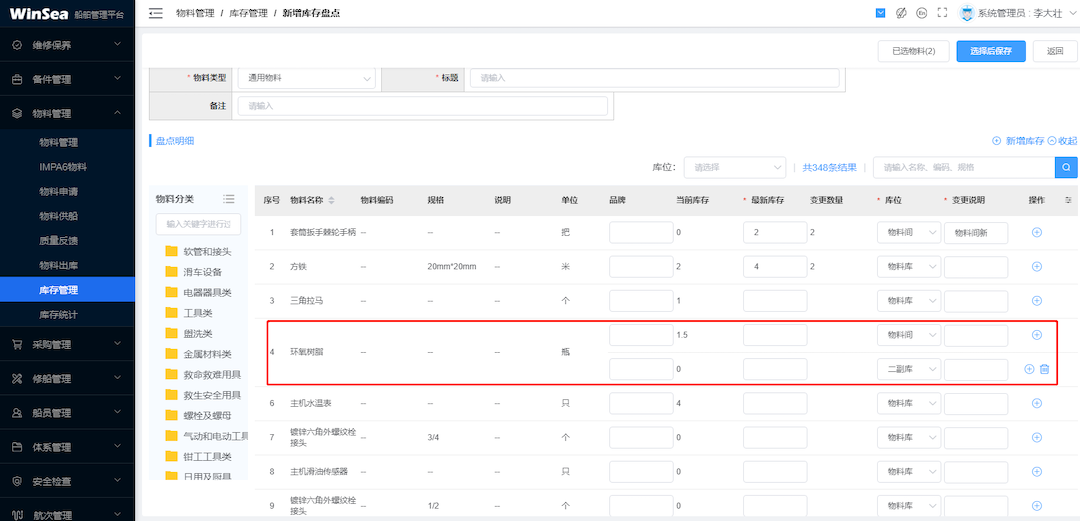 WinSea 船舶管理平台
物料管理 / 库存管理 / 新增库存盘点
En
系统管理员 : 李大壮
维修保养
备件管理
物料管理
物料管理
IMPA6物料
物料申请
物料供船
质量反馈
物料出库
库存管理
库存统计
采购管理
修船管理
船员管理
体系管理
安全检查
航次管理
已选物料(2) 选择后保存 返回
* 物料类型 通用物料 * 标题 请输入
备注 请输入
盘点明细 新增库存 收起
库位: 请选择 共348条结果 请输入名称、编码、规格
物料分类
输入关键字进行过
软管和接头
滑车设备
电器器具类
工具类
盥洗类
金属材料类
救命救难用具
救生安全用具
螺栓及螺母
气动和电动工具
钳工工具类
日用及厨具
序号 物料名称 物料编码 规格 说明 单位 品牌 当前库存 * 最新库存 变更数量 * 库位 * 变更说明 操作
1 套筒扳手棘轮手柄 -- -- -- 把 0 2 2 物料间 物料间新
2 方铁 -- 20mm*20mm -- 米 2 4 2 物料库
3 三角拉马 -- -- -- 个 1 物料库
4 环氧树脂 -- -- -- 瓶 1.5 物料间
0 二副库
6 主机水温表 -- -- -- 只 4 物料库
7 镀锌六角外螺纹栓接头 -- 3/4 -- 个 0 物料库
8 主机滑油传感器 -- -- -- 只 0 物料库
9 镀锌六角外螺纹栓接头 -- 1/2 -- 个 0 物料库